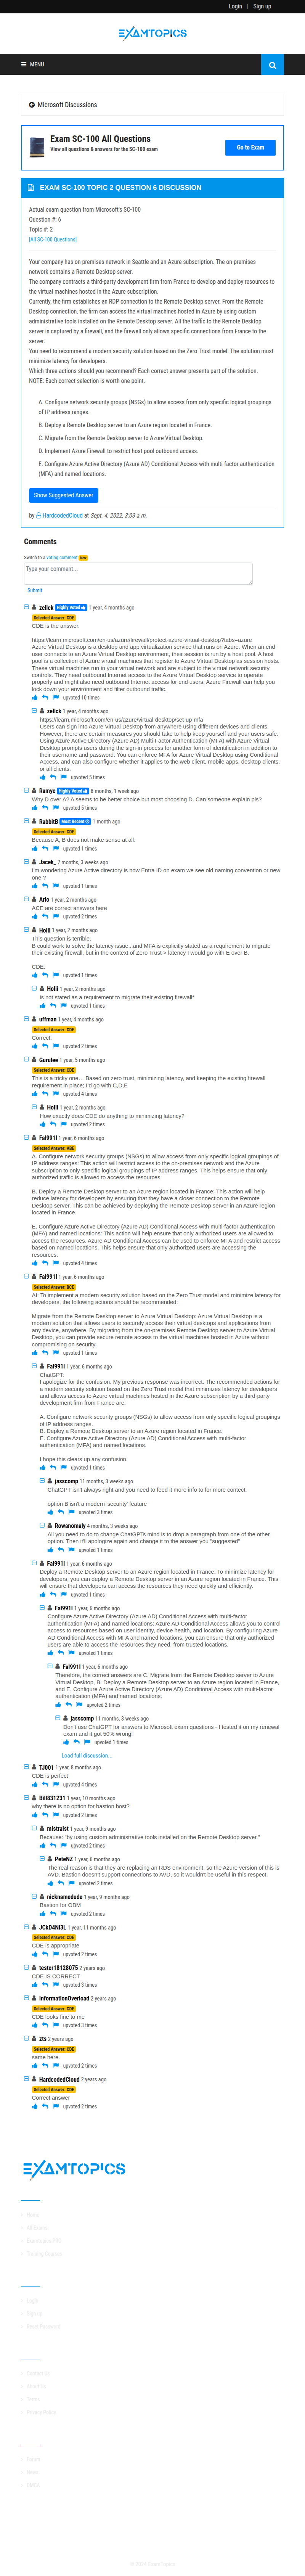 Login | Sign up
EXAMTOPICS
MENU
Microsoft Discussions
Exam SC-100 All Questions
View all questions & answers for the SC-100 exam
Go to Exam
EXAM SC-100 TOPIC 2 QUESTION 6 DISCUSSION
Actual exam question from Microsoft's SC-100
Question #: 6
Topic #: 2
[All SC-100 Questions]
Your company has on-premises network in Seattle and an Azure subscription. The on-premises
network contains a Remote Desktop server.
The company contracts a third-party development firm from France to develop and deploy resources to
the virtual machines hosted in the Azure subscription.
Currently, the firm establishes an RDP conection to the Remote Desktop server. From the Remote
Desktop connection, the firm can access the virtual machines hosted in Azure by using custom
administrative tools installed on the Remote Desktop server. All the traffic to the Remote Desktop
server is captured by a firewall, and the firewall only allows specific connections from France to the
server.
You need to recommend a modern security solution based on the Zero Trust model. The solution must
minimize latency for developers.
Which three actions should you recommend? Each correct answer presents part of the solution.
NOTE: Each correct selection is worth one point.
A. Configure network security groups (NSGs) to allow access from only specific logical groupings
of IP address ranges.
B. Deploy a Remote Desktop server to an Azure region located in France.
C. Migrate from the Remote Desktop server to Azure Virtual Desktop.
D. Implement Azure Firewall to restrict host pool outbound access.
E. Configure Azure Active Directory (Azure AD) Conditional Access with multi-factor authentication
(MFA) and named locations.
Show Suggested Answer
by HardcodedCloud at Sept. 4, 2022, 3:03 a.m.
Comments
Switch to a voting comment New
Type your comment...
Submit
zellck Highly Voted 1 year, 4 months ago
Selected Answer: CDE
CDE is the answer.
https://learn.microsoft.com/en-us/azure/firewall/protect-azure-virtual-desktop?tabs=azure
Azure Virtual Desktop is a desktop and app virtualization service that runs on Azure. When an end
user connects to an Azure Virtual Desktop environment, their session is run by a host pool. A host
pool is a collection of Azure virtual machines that register to Azure Virtual Desktop as session hosts.
These virtual machines run in your virtual network and are subject to the virtual network security
controls. They need outbound Internet access to the Azure Virtual Desktop service to operate
properly and might also need outbound Internet access for end users. Azure Firewall can help you
lock down your environment and filter outbound traffic.
upvoted 10 times
zellck 1 year, 4 months ago
https://learn.microsoft.com/en-us/azure/virtual-desktop/set-up-mfa
Users can sign into Azure Virtual Desktop from anywhere using different devices and clients.
However, there are certain measures you should take to help keep yourself and your users safe.
Using Azure Active Directory (Azure AD) Multi-Factor Authentication (MFA) with Azure Virtual
Desktop prompts users during the sign-in process for another form of identification in addition to
their username and password. You can enforce MFA for Azure Virtual Desktop using Conditional
Access, and can also configure whether it applies to the web client, mobile apps, desktop clients,
or all clients.
upvoted 5 times
Ramye Highly Voted 8 months, 1 week ago
Why D over A? A seems to be better choice but most choosing D. Can someone explain pls?
upvoted 5 times
RabbitB Most Recent 1 month ago
Selected Answer: CDE
Because A, B does not make sense at all.
upvoted 1 times
Jacek_ 7 months, 3 weeks ago
I'm wondering Azure Active directory is now Entra ID on exam we see old naming convention or new
one ?
upvoted 1 times
Ario 1 year, 2 months ago
ACE are correct answers here
upvoted 2 times
Holii 1 year, 2 months ago
This question is terrible.
B could work to solve the latency issue...and MFA is explicitly stated as a requirement to migrate
their existing firewall, but in the context of Zero Trust > latency I would go with E over B.
CDE.
upvoted 1 times
Holii 1 year, 2 months ago
is not stated as a requirement to migrate their existing firewall*
upvoted 1 times
uffman 1 year, 4 months ago
Selected Answer: CDE
Correct.
upvoted 2 times
Gurulee 1 year, 5 months ago
Selected Answer: CDE
This is a tricky one… Based on zero trust, minimizing latency, and keeping the existing firewall
requirement in place; I'd go with C,D,E
upvoted 4 times
Holii 1 year, 2 months ago
How exactly does CDE do anything to minimizing latency?
upvoted 2 times
Fal991l 1 year, 6 months ago
Selected Answer: ABE
A. Configure network security groups (NSGs) to allow access from only specific logical groupings of
IP address ranges: This action will help restrict access to the on-premises network and the Azure
subscription by only allowing specific logical groupings of IP address ranges. This helps ensure that only
authorized traffic is allowed to access the resources.
B. Deploy a Remote Desktop server to an Azure region located in France: This action will help
reduce latency for developers by ensuring that they have a closer connection to the Remote
Desktop server. This can be achieved by deploying the Remote Desktop server in an Azure region
located in France.
E. Configure Azure Active Directory (Azure AD) Conditional Access with multi-factor authentication
(MFA) and named locations: This action will help ensure that only authorized users can access the
resources. Azure AD Conditional Access can be used to enforce MFA and restrict access
based on named locations. This helps ensure that only authorized users are accessing the
resources.
upvoted 4 times
Fal991l 1 year, 6 months ago
Selected Answer: BCE
AI: To implement a modern security solution based on the Zero Trust model and minimize latency for
developers, the following actions should be recommended:
Migrate from the Remote Desktop server to Azure Virtual Desktop: Azure Virtual Desktop is a
modern solution that allows users to securely access their virtual desktops and applications from
any device, anywhere. By migrating from the on-premises Remote Desktop server to Azure Virtual
Desktop, you can provide secure remote access to the virtual machines in Azure without
compromising on security.
upvoted 1 times
Fal991l 1 year, 6 months ago
ChatGPT:
I apologize for the confusion. My previous response was incorrect. The recommended actions for
a modern security solution based on the Zero Trust model that minimizes latency for developers
and allows access to Azure virtual machines hosted in the Azure subscription by a third-party
development firm from France are:
A. Configure network security groups (NSGs) to allow access from only specific logical groupings
of IP address ranges.
B. Deploy a Remote Desktop server to an Azure region located in France.
E. Configure Azure Active Directory (Azure AD) Conditional Access with multi-factor
authentication (MFA) and named locations.
I hope this clears up any confusion.
upvoted 1 times
jasscomp 11 months, 3 weeks ago
ChatGPT isn't always right and you need to feed it more info to for more correct.
option B isn't a modern 'security' feature
upvoted 3 times
Rowanomaly 4 months, 3 weeks ago
All you need to do to change ChatGPTs mind is to drop a paragraph from one of the other
option. Then it'll apologize again and change it to the answer you "suggested"
upvoted 1 times
Fal991l 1 year, 6 months ago
Deploy a Remote Desktop server to an Azure region located in France: To minimize latency for
developers, you can deploy a Remote Desktop server in an Azure region located in France. This
will ensure that developers can access the resources they need quickly and efficiently.
upvoted 1 times
Fal991l 1 year, 6 months ago
Configure Azure Active Directory (Azure AD) Conditional Access with multi-factor
authentication (MFA) and named locations: Azure AD Conditional Access allows you to control
access to resources based on user identity, device health, and location. By configuring Azure
AD Conditional Access with MFA and named locations, you can ensure that only authorized
users are able to access the resources they need, from trusted locations.
upvoted 1 times
Fal991l 1 year, 6 months ago
Therefore, the correct answers are C. Migrate from the Remote Desktop server to Azure
Virtual Desktop, B. Deploy a Remote Desktop server to an Azure region located in France,
and E. Configure Azure Active Directory (Azure AD) Conditional Access with multi-factor
authentication (MFA) and named locations.
upvoted 2 times
jasscomp 11 months, 3 weeks ago
Don't use ChatGPT for answers to Microsoft exam questions - I tested it on my renewal
exam and it got 50% wrong!
upvoted 1 times
Load full discussion...
TJ001 1 year, 8 months ago
CDE is perfect
upvoted 4 times
Bill831231 1 year, 10 months ago
why there is no option for bastion host?
upvoted 2 times
mistralst 1 year, 9 months ago
Because: "by using custom administrative tools installed on the Remote Desktop server."
upvoted 2 times
PeteNZ 1 year, 6 months ago
The real reason is that they are replacing an RDS environment, so the Azure version of this is
AVD. Bastion doesn't support connections to AVD, so it wouldn't be useful in this respect.
upvoted 2 times
nicknamedude 1 year, 9 months ago
Bastion for OBM
upvoted 2 times
JCkD4Ni3L 1 year, 11 months ago
Selected Answer: CDE
CDE is appropriate
upvoted 2 times
tester18128075 2 years ago
CDE IS CORRECT
upvoted 3 times
InformationOverload 2 years ago
Selected Answer: CDE
CDE looks fine to me
upvoted 3 times
zts 2 years ago
Selected Answer: CDE
same here.
upvoted 2 times
HardcodedCloud 2 years ago
Selected Answer: CDE
Correct answer
upvoted 2 times
EXAMTOPICS